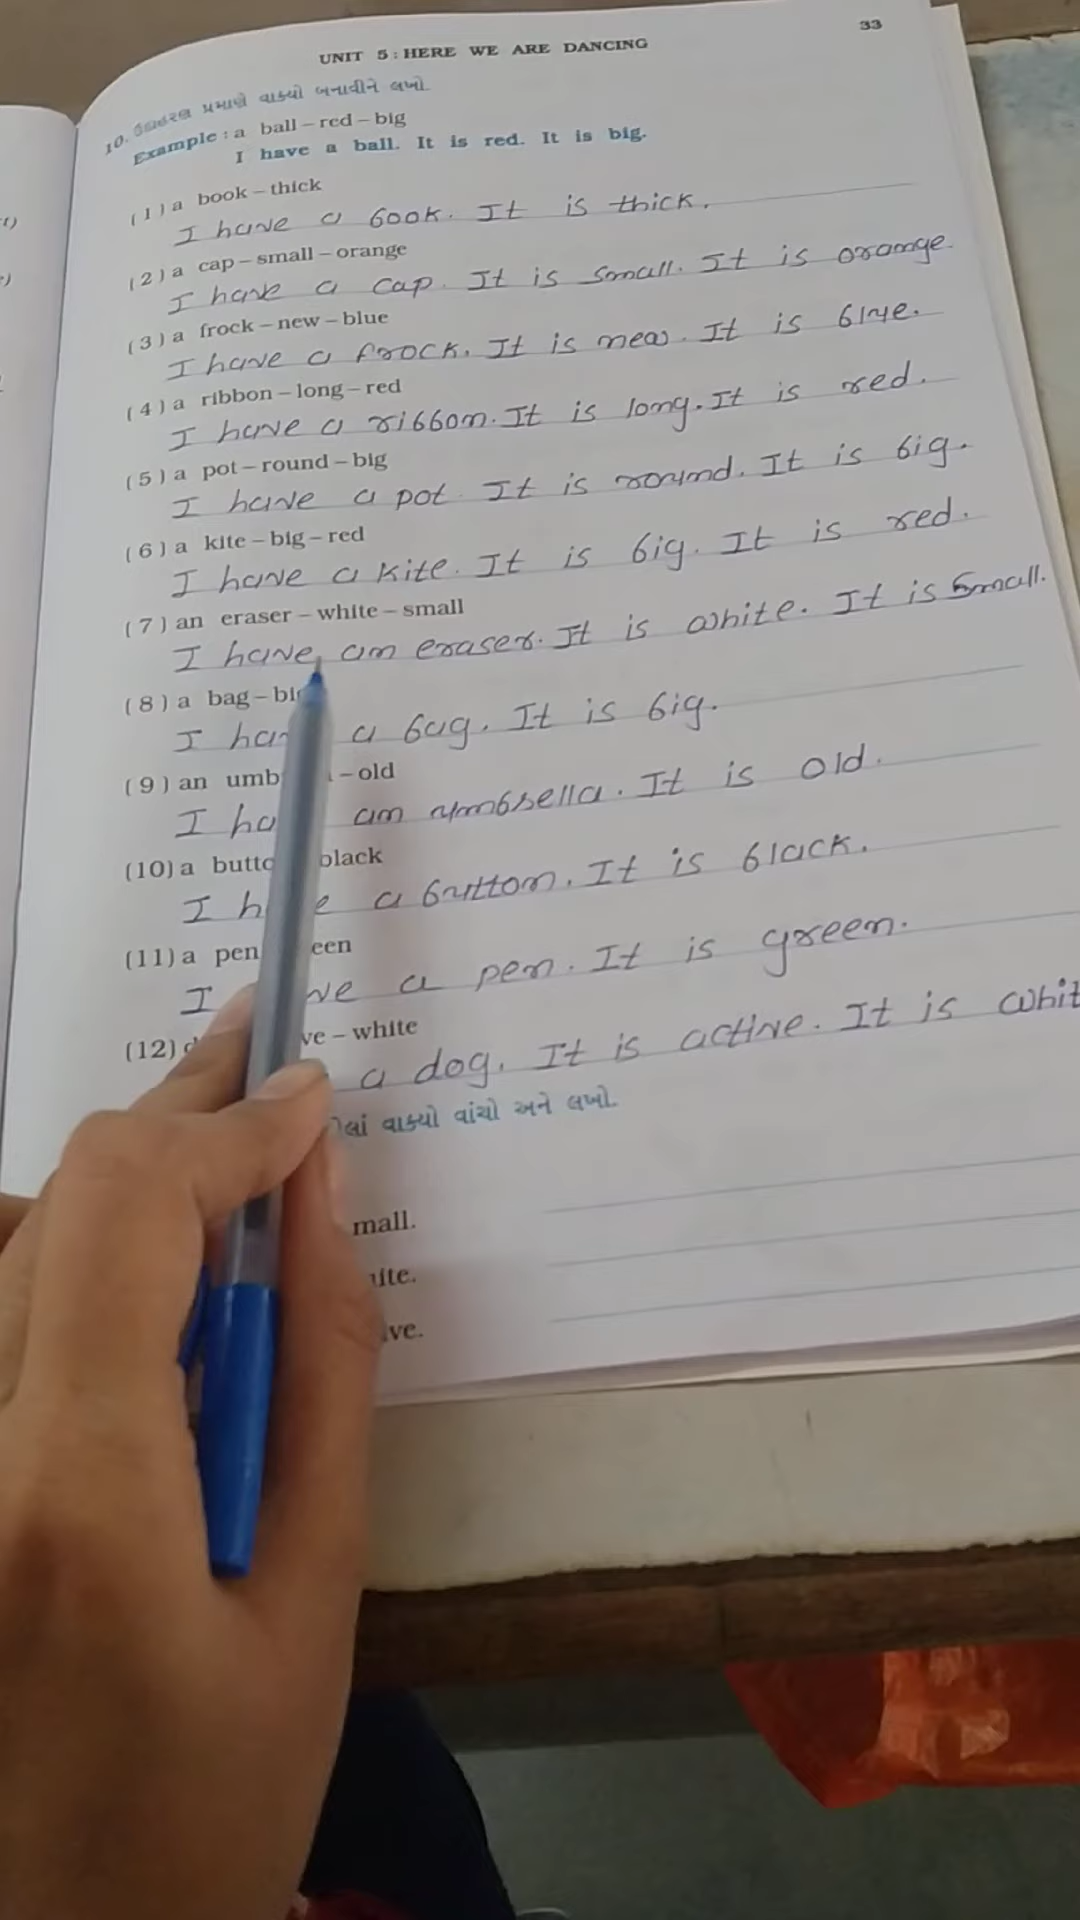 UNIT 5 : HERE WE ARE DANCING
33
10. ઉદાહરણ પ્રમાણે વાક્યો બનાવીને લખો.
Example : a ball – red – big
I have a ball. It is red. It is big.
(1) a book – thick
I have a book. It is thick.
(2) a cap – small – orange
I have a cap. It is small. It is orange.
(3) a frock – new – blue
I have a frock. It is new. It is blue.
(4) a ribbon – long – red
I have a ribbon. It is long. It is red.
(5) a pot – round – big
I have a pot. It is round. It is big.
(6) a kite – big – red
I have a kite. It is big. It is red.
(7) an eraser – white – small
I have an eraser. It is white. It is small.
(8) a bag –
I a bag. It is big.
(9) an – old
I an umbrella. It is old.
(10) a black
I a button. It is black.
(11) a pen
I a pen. It is green.
(12) – white
a dog. It is active. It is
વાક્યો વાંચો અને લખો.